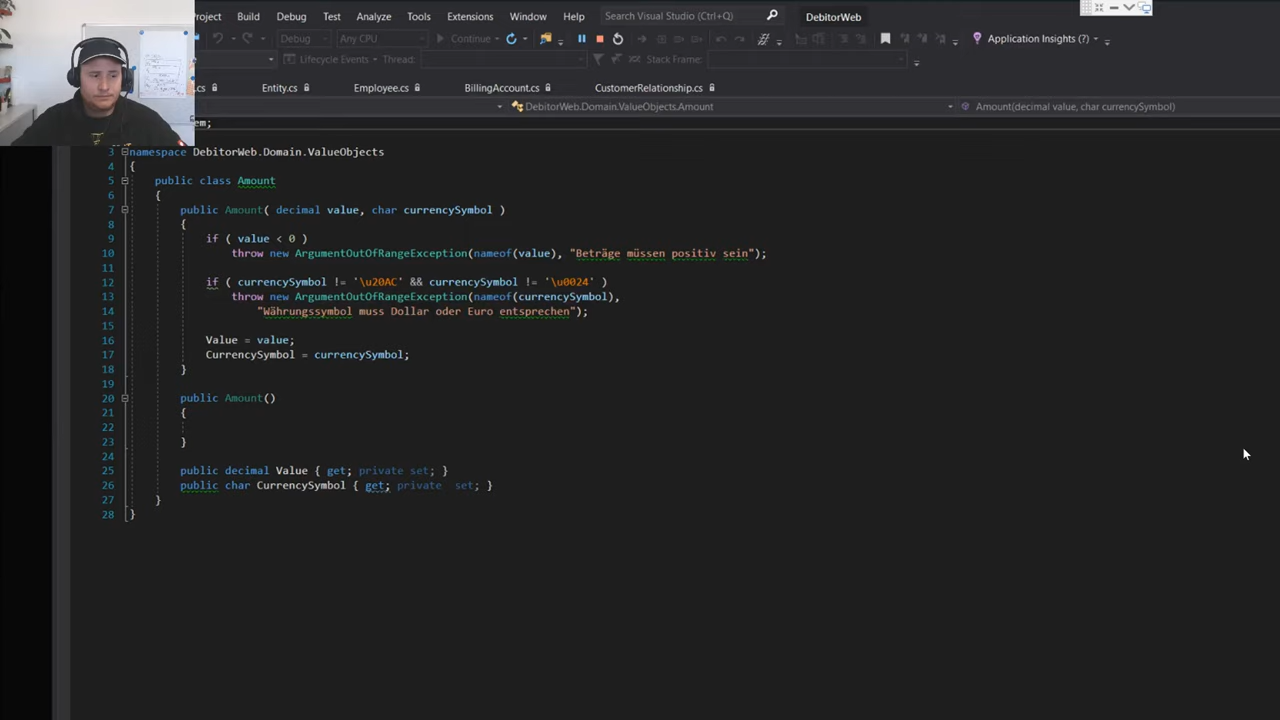 Project Build Debug Test Analyze Tools Extensions Window Help Search Visual Studio (Ctrl+Q) DebitorWeb
Debug Any CPU Continue Application Insights (?)
Lifecycle Events Thread: Stack Frame:
.cs Entity.cs Employee.cs BillingAccount.cs CustomerRelationship.cs
DebitorWeb.Domain.ValueObjects.Amount Amount(decimal value, char currencySymbol)
em;
3 namespace DebitorWeb.Domain.ValueObjects
4 {
5 public class Amount
6 {
7 public Amount( decimal value, char currencySymbol )
8 {
9 if ( value < 0 )
10 throw new ArgumentOutOfRangeException(nameof(value), "Beträge müssen positiv sein");
11
12 if ( currencySymbol != '\u20AC' && currencySymbol != '\u0024' )
13 throw new ArgumentOutOfRangeException(nameof(currencySymbol),
14 "Währungssymbol muss Dollar oder Euro entsprechen");
15
16 Value = value;
17 CurrencySymbol = currencySymbol;
18 }
19
20 public Amount()
21 {
22
23 }
24
25 public decimal Value { get; private set; }
26 public char CurrencySymbol { get; private set; }
27 }
28 }